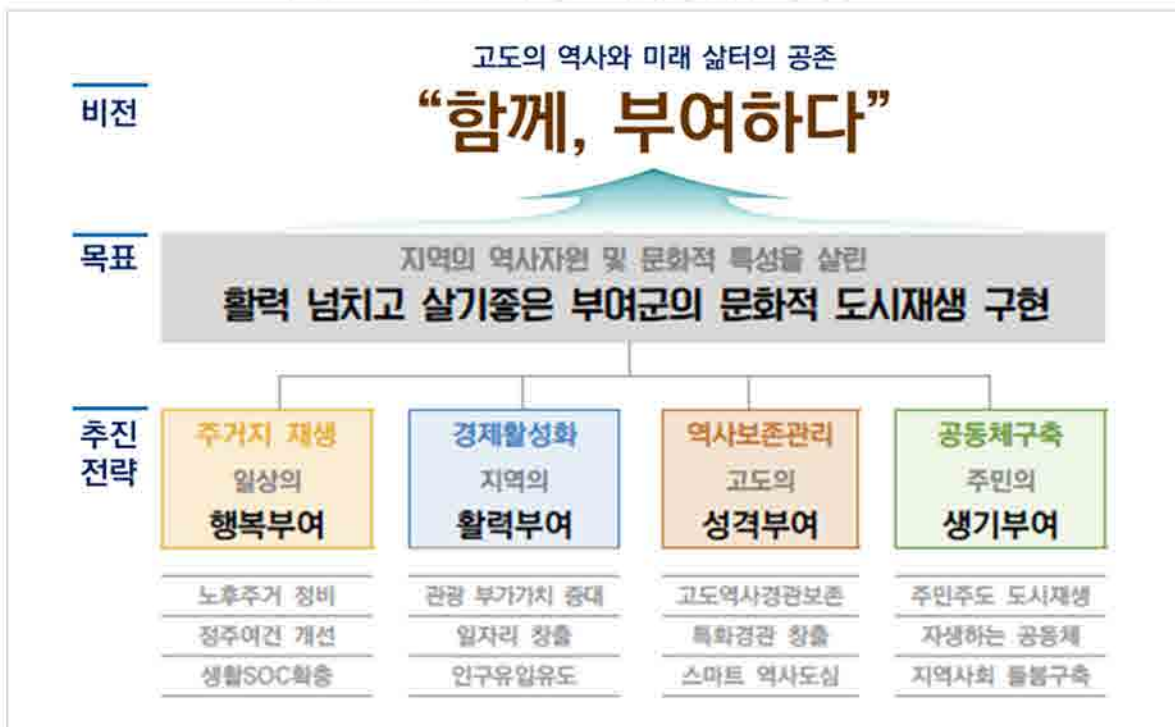 고도의 역사와 미래 삶터의 공존
비전
“함께, 부여하다”
목표
지역의 역사자원 및 문화적 특성을 살린
활력 넘치고 살기좋은 부여군의 문화적 도시재생 구현
추진
전략
주거지 재생
일상의
행복부여
노후주거 정비
정주여건 개선
생활SOC확충
경제활성화
지역의
활력부여
관광 부가가치 증대
일자리 창출
인구유입유도
역사보존관리
고도의
성격부여
고도역사경관보존
특화경관 창출
스마트 역사도심
공동체구축
주민의
생기부여
주민주도 도시재생
자생하는 공동체
지역사회 돌봄구축